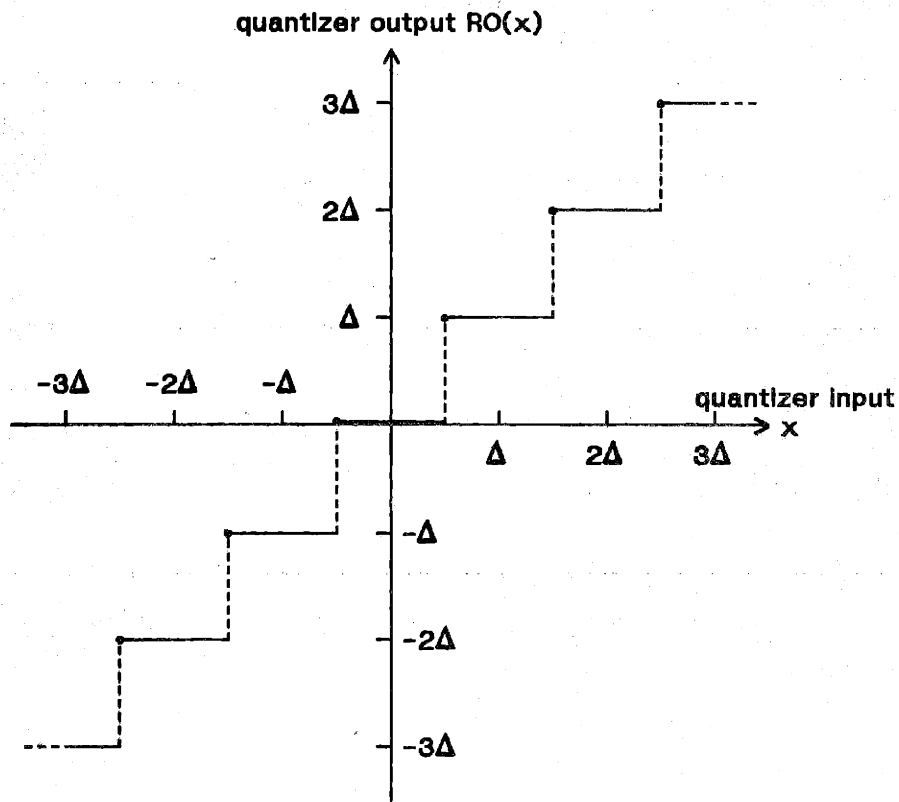 quantizer output RO(x)
3Δ
2Δ
Δ
-3Δ -2Δ -Δ
quantizer input
x
Δ 2Δ 3Δ
-Δ
-2Δ
-3Δ